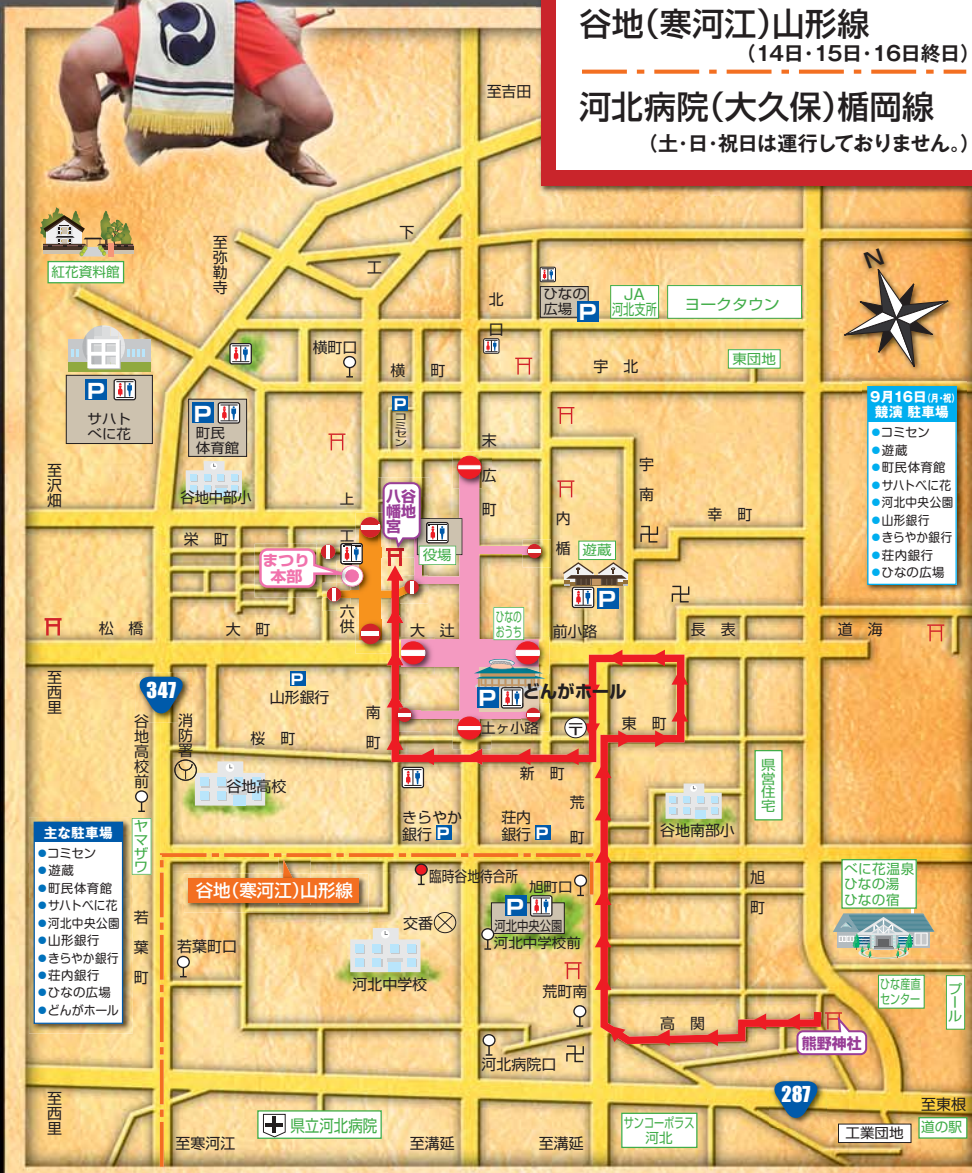 谷地(寒河江)山形線
(14日・15日・16日終日)
河北病院(大久保)楯岡線
(土・日・祝日は運行しておりません。)
至吉田
至弥勒寺
下
工
北
口
ひなの
広場
P
JA
河北支所
ヨークタウン
N
紅花資料館
横町口
横町
宇北
東団地
P
サハト
べに花
P
町民
体育館
P
コミセン
9月16日(月・祝)
競演 駐車場
●コミセン
●遊蔵
●町民体育館
●サハトべに花
●河北中央公園
●山形銀行
●きらやか銀行
●荘内銀行
●ひなの広場
至沢畑
谷地中部小
末広町
宇南
上工
谷地
八幡宮
役場
内楯
遊蔵
P
幸町
栄町
まつり
本部
六供
松橋
大町
大辻
ひなの
おうち
前小路
長表
道海
至西里
347
P
山形銀行
P
どんがホール
南町
土ヶ小路
〒
東町
谷地高校前
消防署
桜町
谷地高校
新町
荒町
県営住宅
谷地南部小
きらやか
銀行 P
荘内
銀行 P
ヤマザワ
主な駐車場
●コミセン
●遊蔵
●町民体育館
●サハトべに花
●河北中央公園
●山形銀行
●きらやか銀行
●荘内銀行
●ひなの広場
●どんがホール
谷地(寒河江)山形線
臨時谷地待合所
旭町口
旭町
べに花温泉
ひなの湯
ひなの宿
P
河北中央公園
交番
河北中学校前
若葉町
若葉町口
河北中学校
荒町南
ひな産直
センター
プール
高関
熊野神社
河北病院口
287
至西里
至東根
県立河北病院
サンコーポラス
河北
工業団地
道の駅
至寒河江
至溝延
至溝延